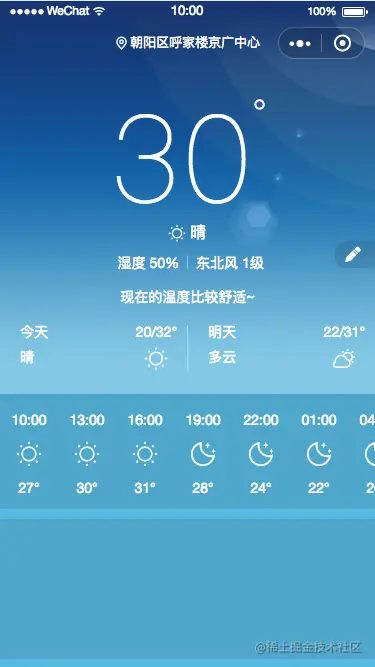 WeChat 10:00 100%
朝阳区呼家楼京广中心
30°
晴
湿度 50% 东北风 1级
现在的温度比较舒适~
今天 20/32° 明天 22/31°
晴 多云
10:00 13:00 16:00 19:00 22:00 01:00 04
27° 30° 31° 28° 24° 22° 2
@稀土掘金技术社区